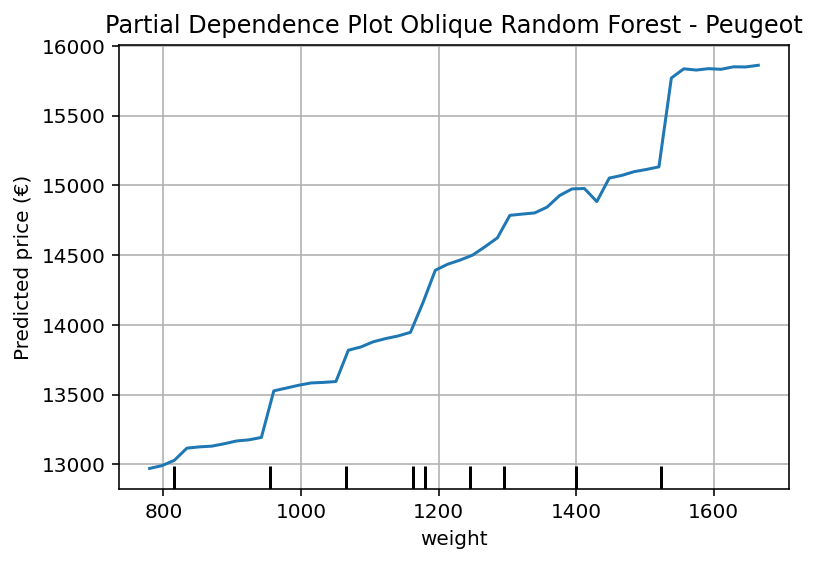 Partial Dependence Plot Oblique Random Forest - Peugeot
Predicted price (€)
16000
15500
15000
14500
14000
13500
13000
800 1000 1200 1400 1600
weight